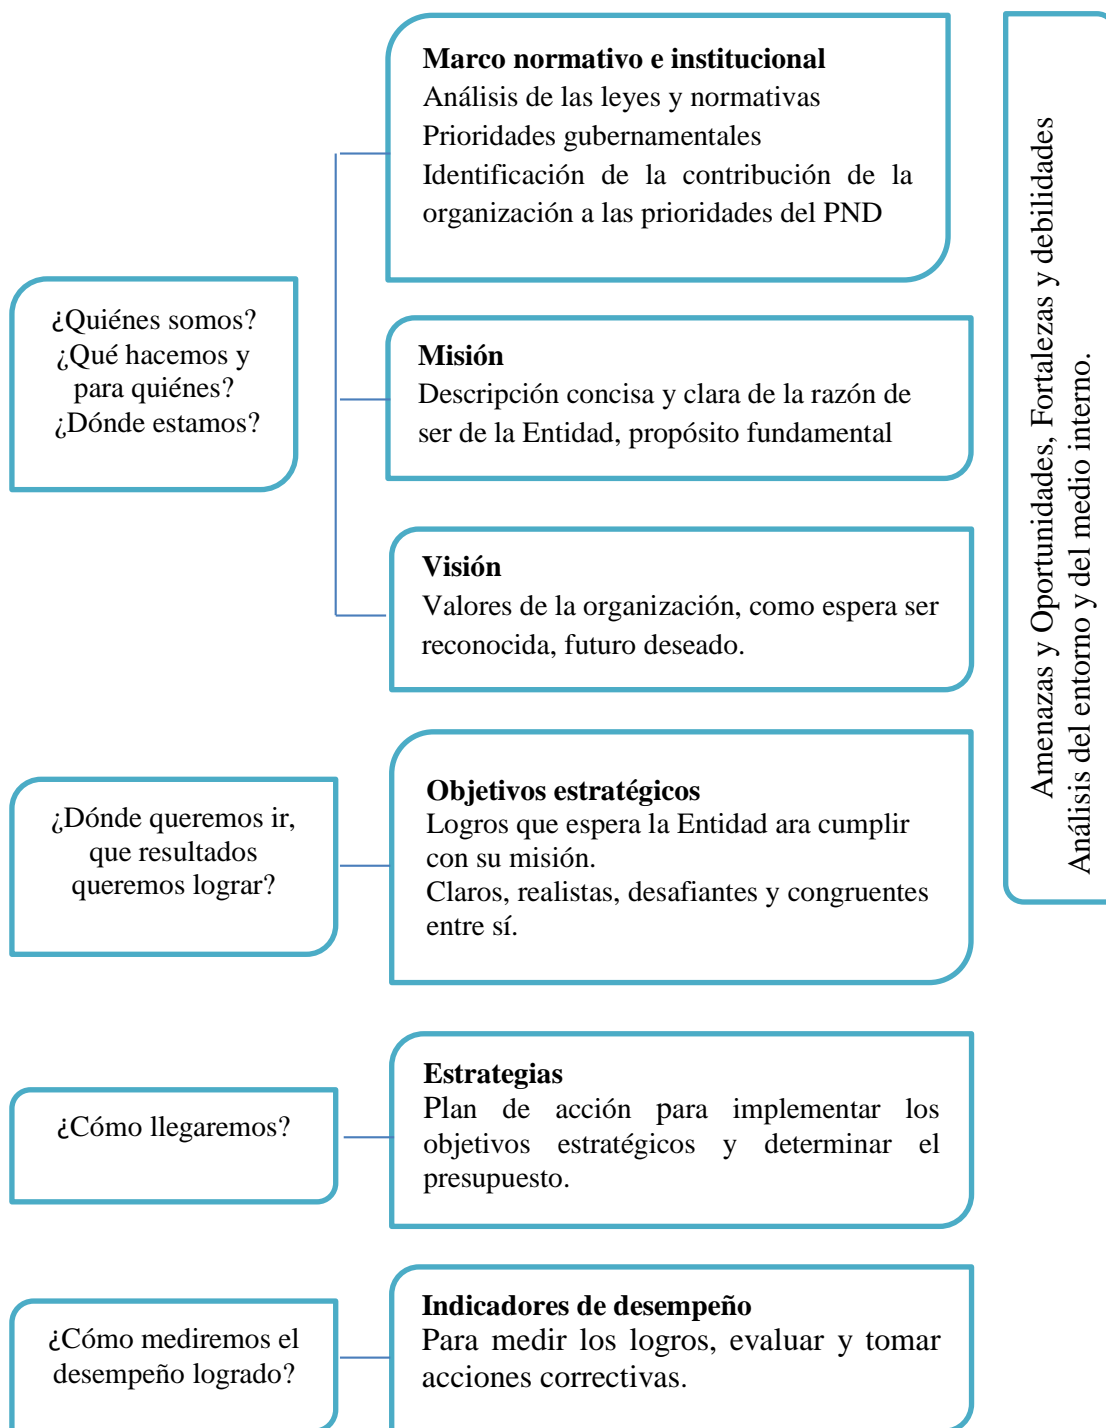 Marco normativo e institucional
Análisis de las leyes y normativas
Prioridades gubernamentales
Identificación de la contribución de la
organización a las prioridades del PND
¿Quiénes somos?
¿Qué hacemos y
para quiénes?
¿Dónde estamos?
Misión
Descripción concisa y clara de la razón de
ser de la Entidad, propósito fundamental
Visión
Valores de la organización, como espera ser
reconocida, futuro deseado.
Amenazas y Oportunidades, Fortalezas y debilidades
Análisis del entorno y del medio interno.
¿Dónde queremos ir,
que resultados
queremos lograr?
Objetivos estratégicos
Logros que espera la Entidad ara cumplir
con su misión.
Claros, realistas, desafiantes y congruentes
entre sí.
¿Cómo llegaremos?
Estrategias
Plan de acción para implementar los
objetivos estratégicos y determinar el
presupuesto.
¿Cómo mediremos el
desempeño logrado?
Indicadores de desempeño
Para medir los logros, evaluar y tomar
acciones correctivas.